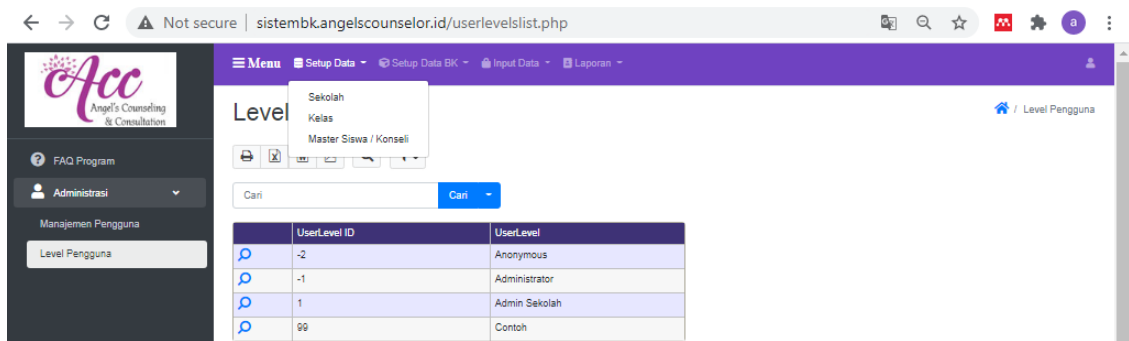 Not secure | sistembk.angelscounselor.id/userlevelslist.php
a
Acc
Angel's Counseling
& Consultation
Menu Setup Data Setup Data BK Input Data Laporan
Sekolah
Kelas
Master Siswa / Konseli
Level
/ Level Pengguna
FAQ Program
Administrasi
Manajemen Pengguna
Level Pengguna
Cari Cari
UserLevel ID UserLevel
-2 Anonymous
-1 Administrator
1 Admin Sekolah
99 Contoh